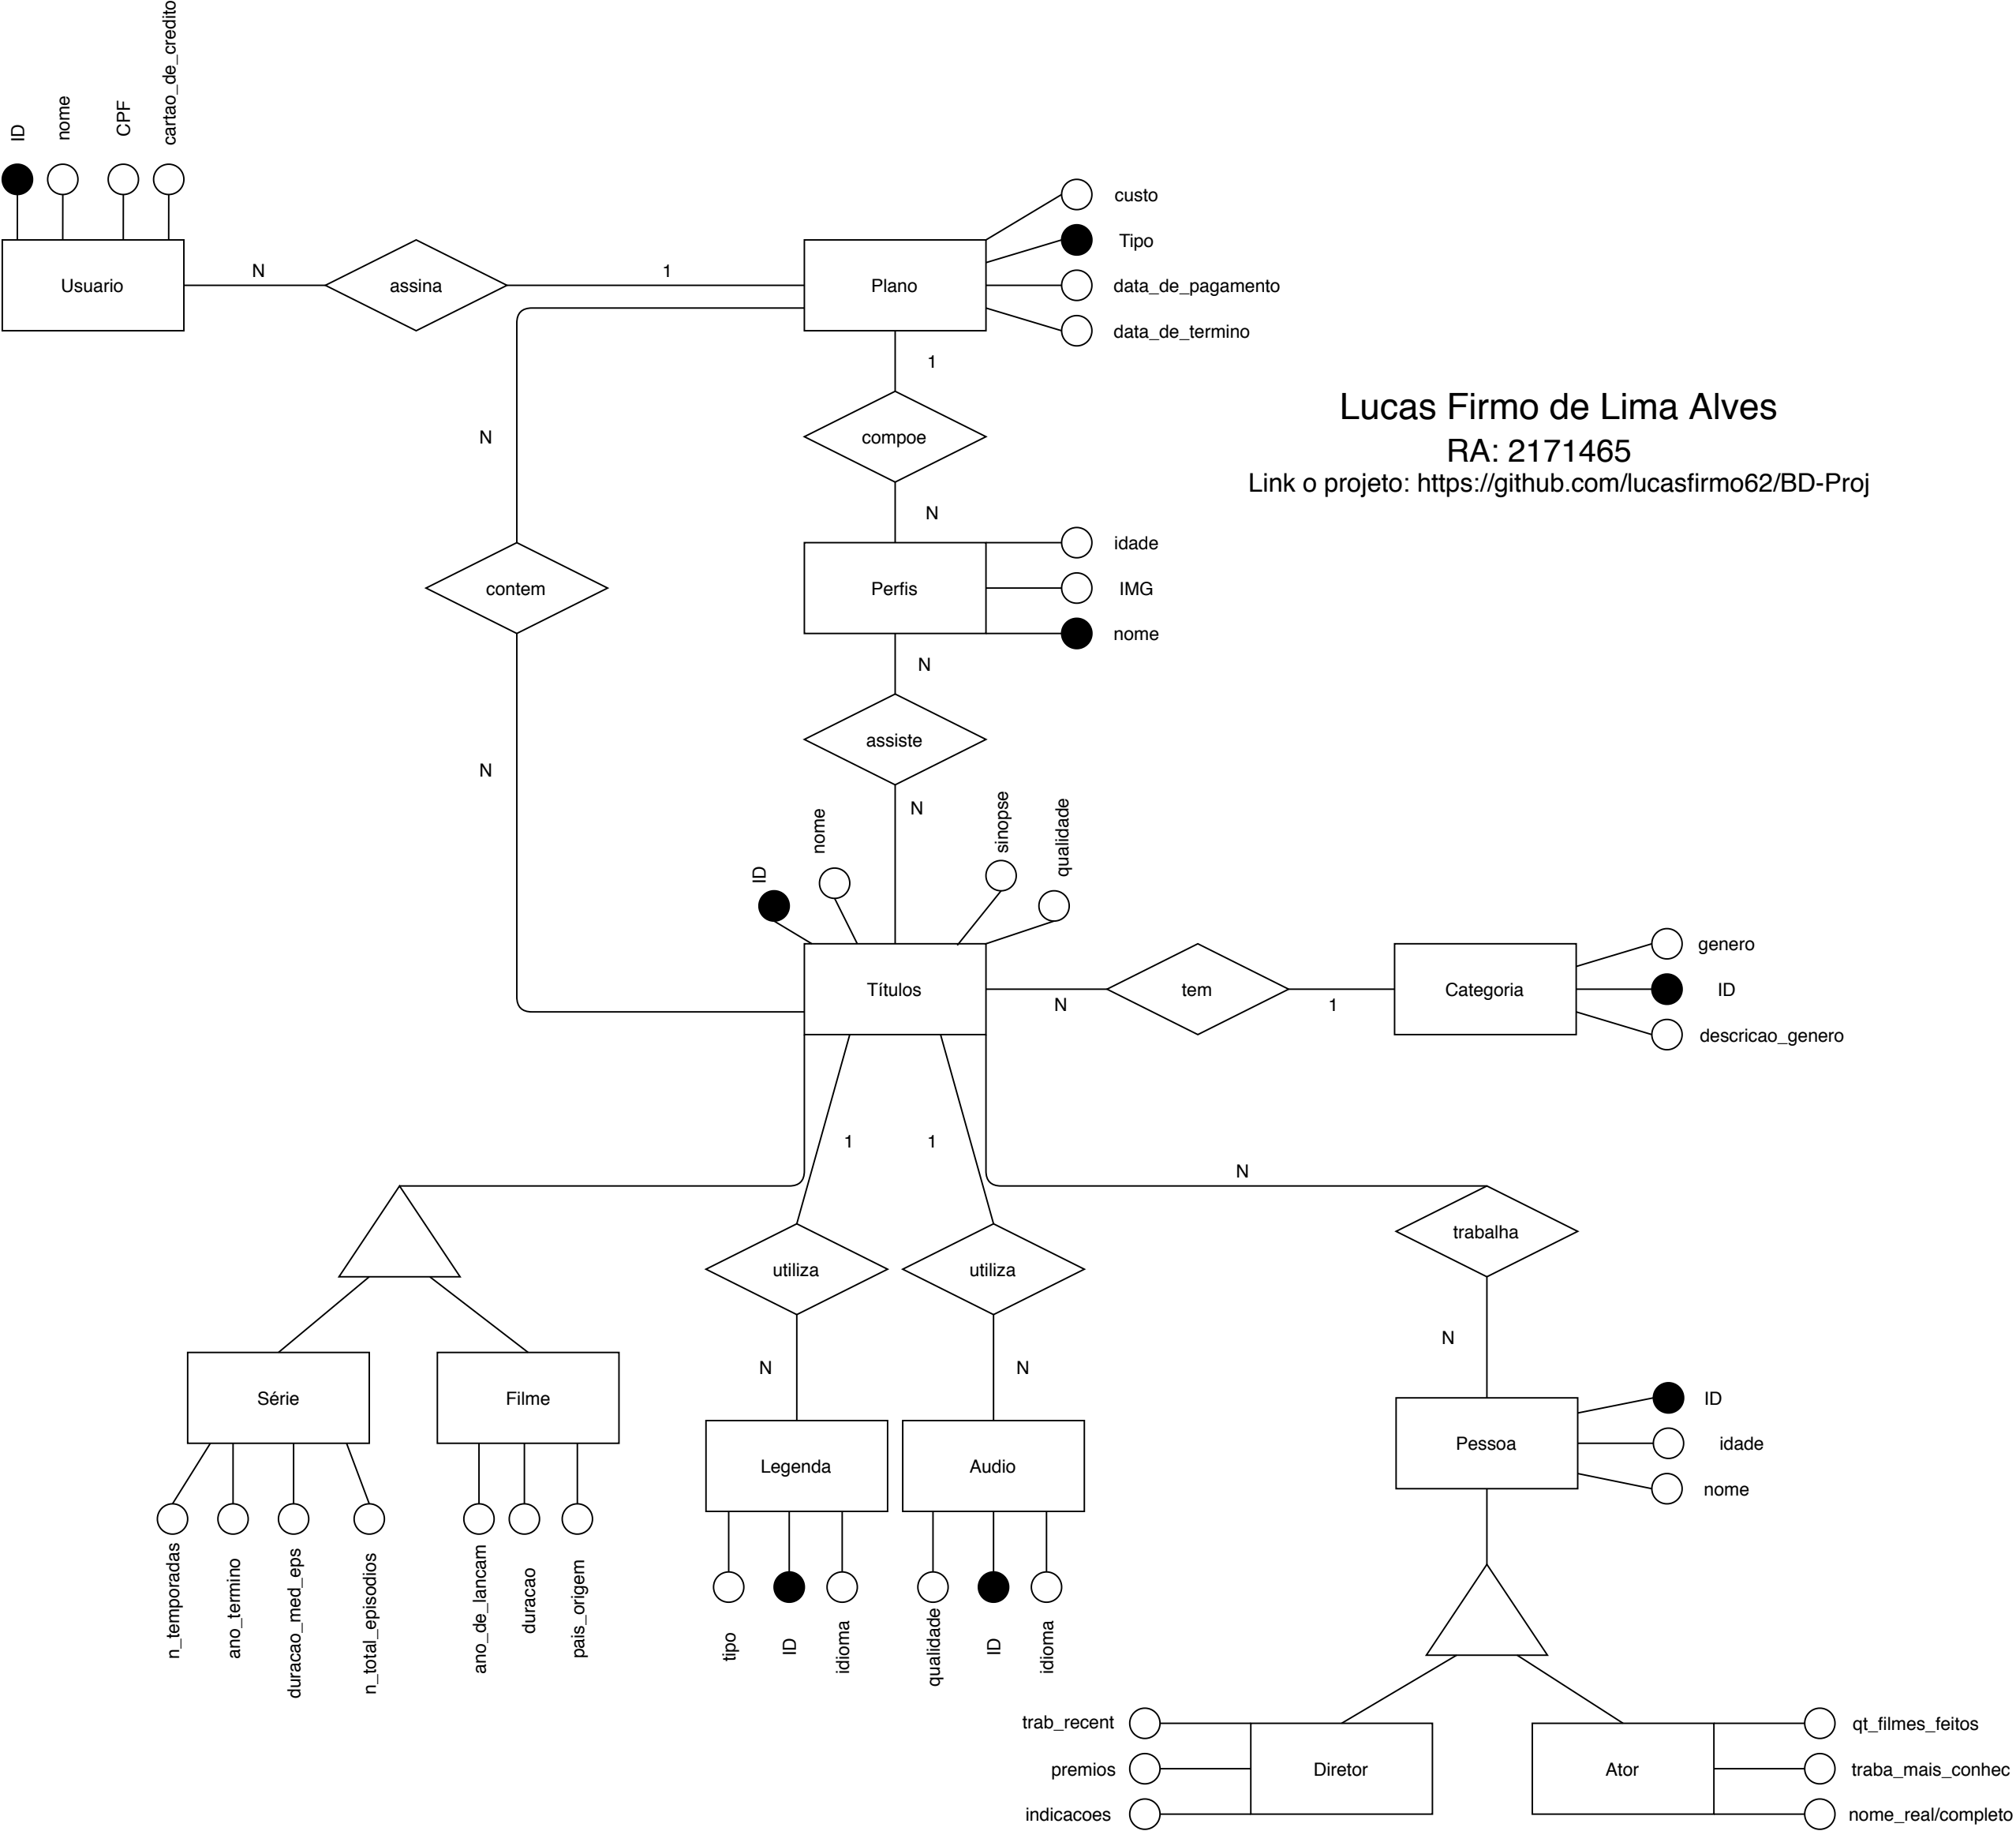 ID
nome
CPF
cartao_de_credito
Usuario
N
assina
1
Plano
custo
Tipo
data_de_pagamento
data_de_termino
1
compoe
N
Lucas Firmo de Lima Alves
RA: 2171465
Link o projeto: https://github.com/lucasfirmo62/BD-Proj
N
contem
N
Perfis
idade
IMG
nome
N
assiste
N
ID
nome
sinopse
qualidade
Títulos
N
tem
1
Categoria
genero
ID
descricao_genero
1
1
N
utiliza
utiliza
trabalha
N
N
N
Série
Filme
Legenda
Audio
Pessoa
ID
idade
nome
n_temporadas
ano_termino
duracao_med_eps
n_total_episodios
ano_de_lancam
duracao
pais_origem
tipo
ID
idioma
qualidade
ID
idioma
trab_recent
premios
indicacoes
Diretor
Ator
qt_filmes_feitos
traba_mais_conhec
nome_real/completo